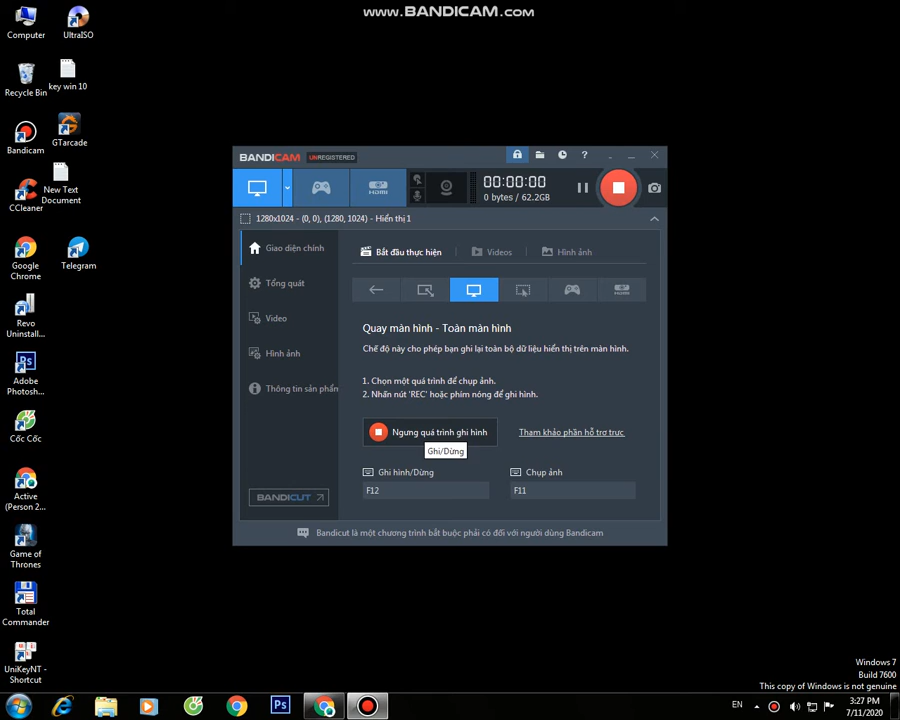 www.BANDICAM.com
Computer
UltraISO
Recycle Bin
key win 10
Bandicam
GTarcade
CCleaner
New Text
Document
Google
Chrome
Telegram
Revo
Uninstall...
Adobe
Photosh...
Cốc Cốc
Active
(Person 2...
Game of
Thrones
Total
Commander
UniKeyNT -
Shortcut
BANDICAM UNREGISTERED
HDMI
00:00:00
0 bytes / 62.2GB
1280x1024 - (0, 0), (1280, 1024) - Hiển thị 1
Giao diện chính
Tổng quát
Video
Hình ảnh
Thông tin sản phẩm
BANDICUT
Bắt đầu thực hiện
Videos
Hình ảnh
HDMI
Quay màn hình - Toàn màn hình
Chế độ này cho phép bạn ghi lại toàn bộ dữ liệu hiển thị trên màn hình.
1. Chọn một quá trình để chụp ảnh.
2. Nhấn nút 'REC' hoặc phím nóng để ghi hình.
Ngưng quá trình ghi hình
Tham khảo phần hỗ trợ trực
Ghi/Dừng
Ghi hình/Dừng
Chụp ảnh
F12
F11
Bandicut là một chương trình bắt buộc phải có đối với người dùng Bandicam
Windows 7
Build 7600
This copy of Windows is not genuine
Ps
EN
3:27 PM
7/11/2020